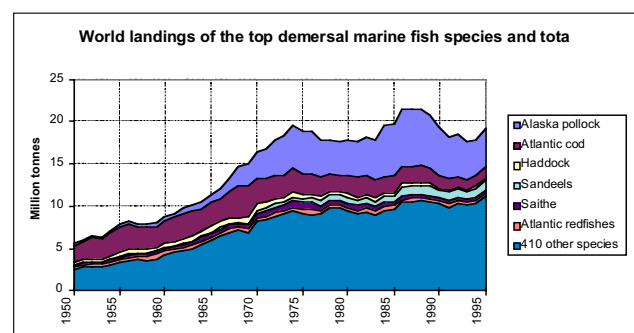 World landings of the top demersal marine fish species and tota
25
20
15
10
5
0
Million tonnes
1950
1955
1960
1965
1970
1975
1980
1985
1990
1995
Alaska pollock
Atlantic cod
Haddock
Sandeels
Saithe
Atlantic redfishes
410 other species